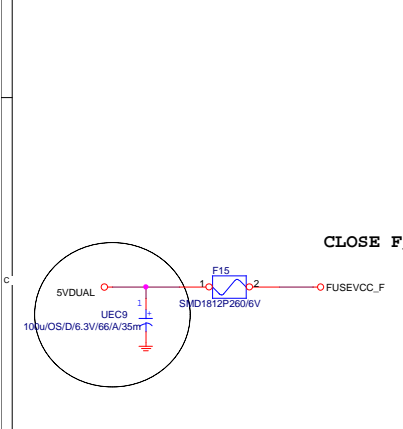 CLOSE F
C
F15
1
2
5VDUAL
FUSEVCC_F
1
SMD1812P260/6V
+
UEC9
100u/OS/D/6.3V/66/A/35m